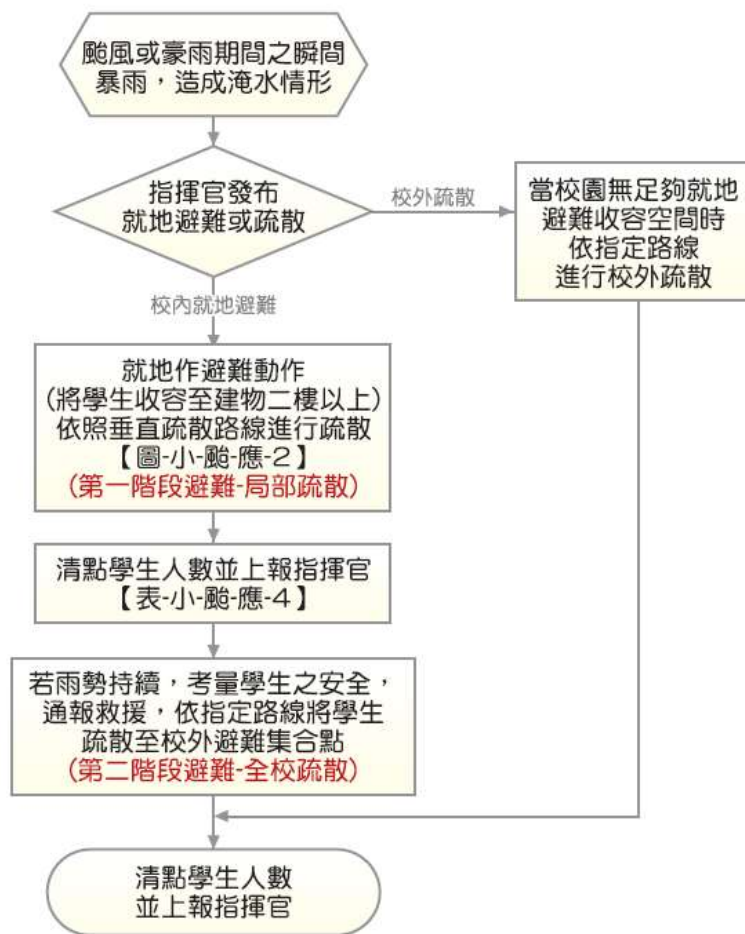 颱風或豪雨期間之瞬間
暴雨，造成淹水情形
指揮官發布
就地避難或疏散
校外疏散
當校園無足夠就地
避難收容空間時
依指定路線
進行校外疏散
校內就地避難
就地作避難動作
(將學生收容至建物二樓以上)
依照垂直疏散路線進行疏散
【圖-小-颱-應-2】
(第一階段避難-局部疏散)
清點學生人數並上報指揮官
【表-小-颱-應-4】
若雨勢持續，考量學生之安全，
通報救援，依指定路線將學生
疏散至校外避難集合點
(第二階段避難-全校疏散)
清點學生人數
並上報指揮官